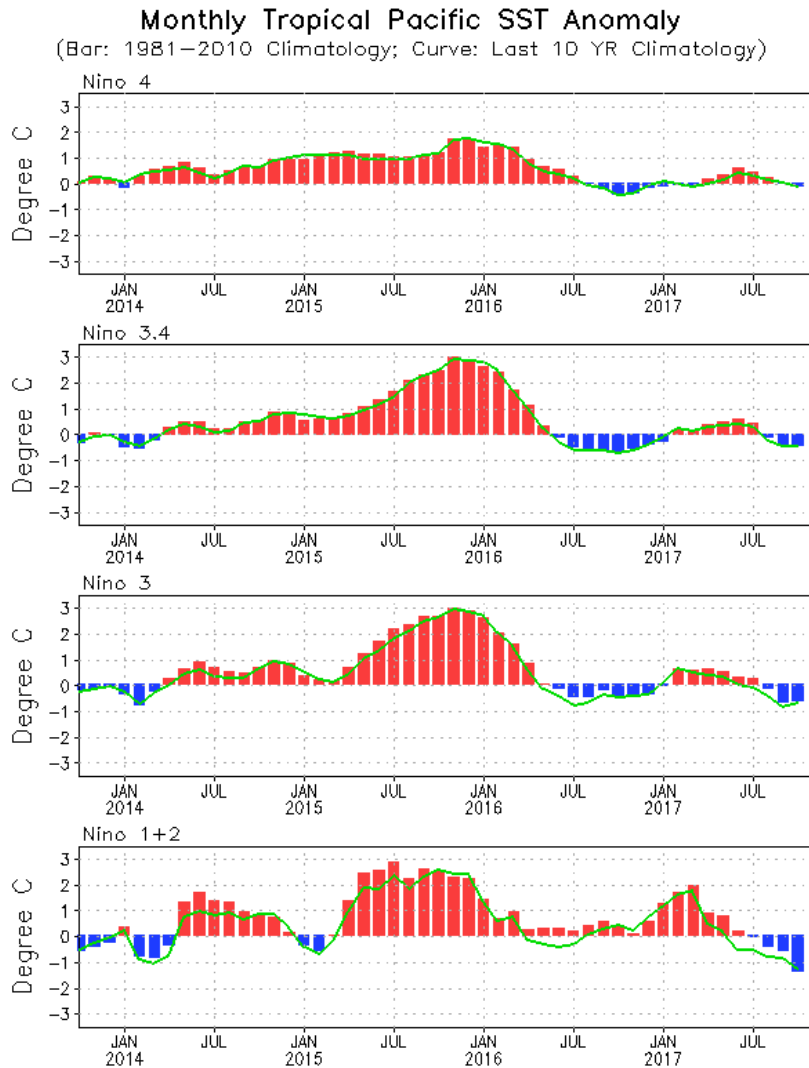 Monthly Tropical Pacific SST Anomaly
(Bar: 1981-2010 Climatology; Curve: Last 10 YR Climatology)
Nino 4
Degree C
3
2
1
0
-1
-2
-3
JAN JUL JAN JUL JAN JUL JAN JUL
2014 2015 2016 2017
Nino 3.4
Degree C
3
2
1
0
-1
-2
-3
JAN JUL JAN JUL JAN JUL JAN JUL
2014 2015 2016 2017
Nino 3
Degree C
3
2
1
0
-1
-2
-3
JAN JUL JAN JUL JAN JUL JAN JUL
2014 2015 2016 2017
Nino 1+2
Degree C
3
2
1
0
-1
-2
-3
JAN JUL JAN JUL JAN JUL JAN JUL
2014 2015 2016 2017